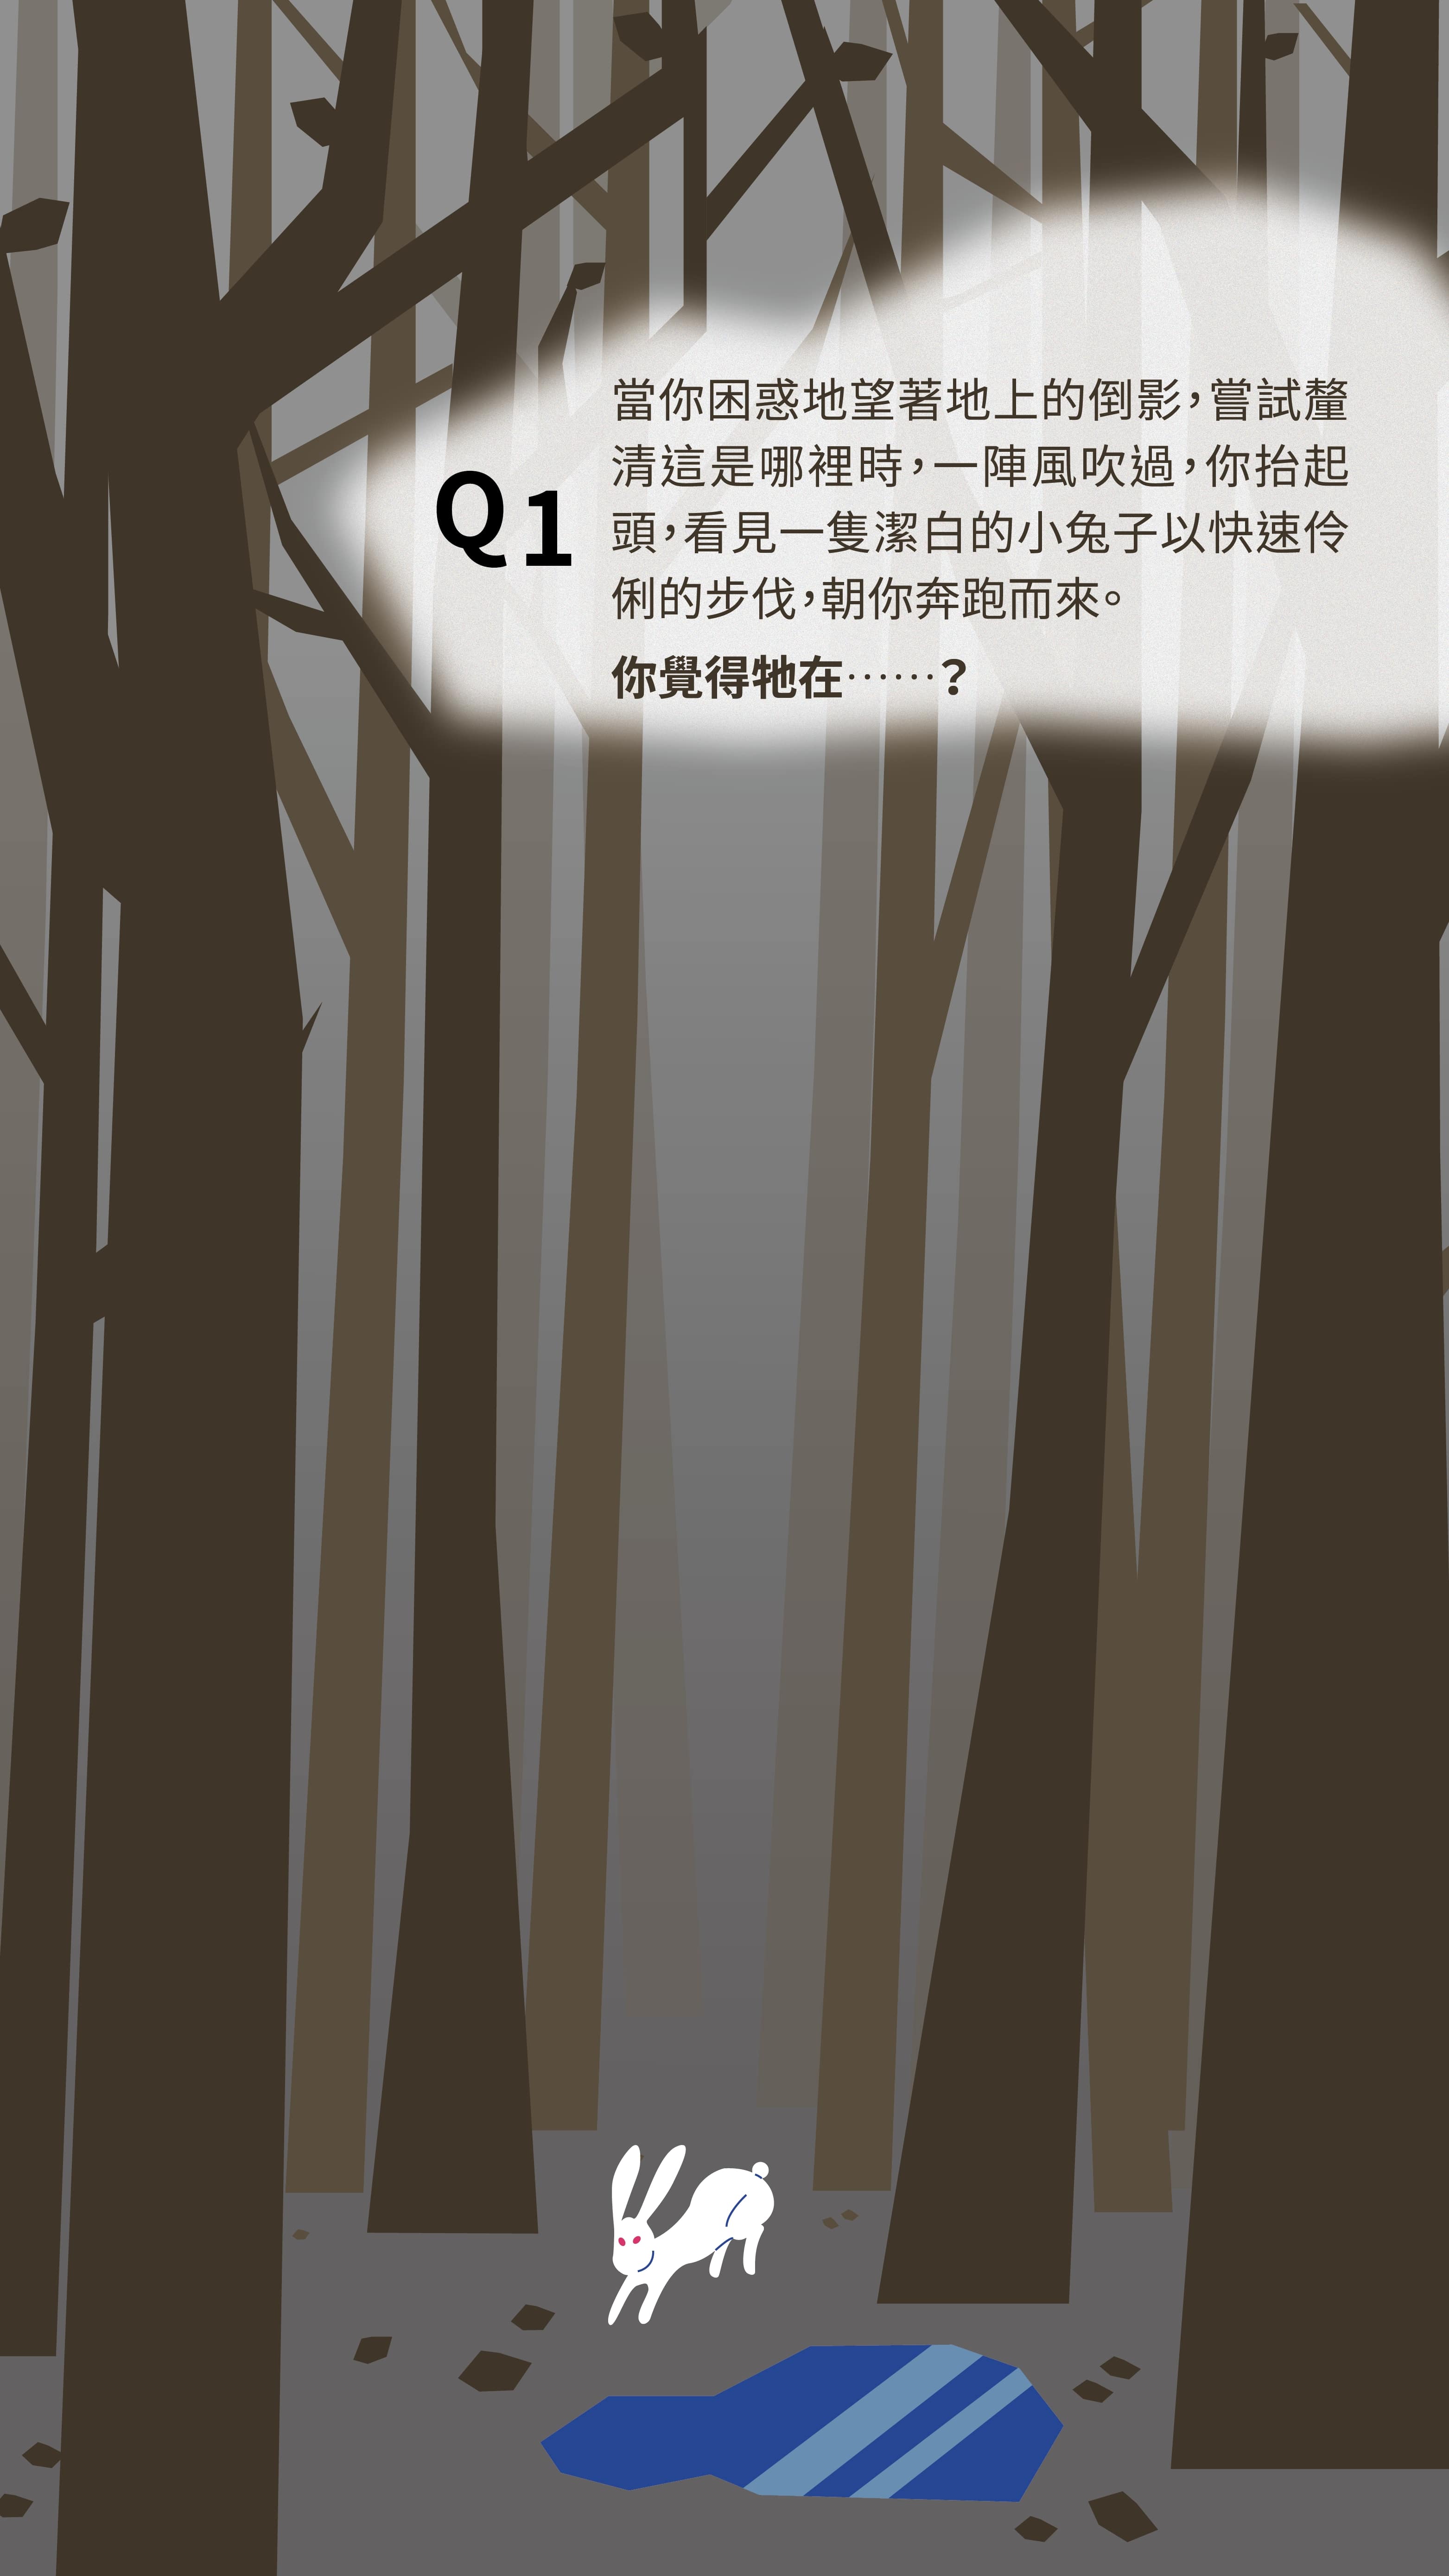 Q1
當你困惑地望著地上的倒影，嘗試釐
清這是哪裡時，一陣風吹過，你抬起
頭，看見一隻潔白的小兔子以快速伶
俐的步伐，朝你奔跑而來。
你覺得牠在⋯⋯？